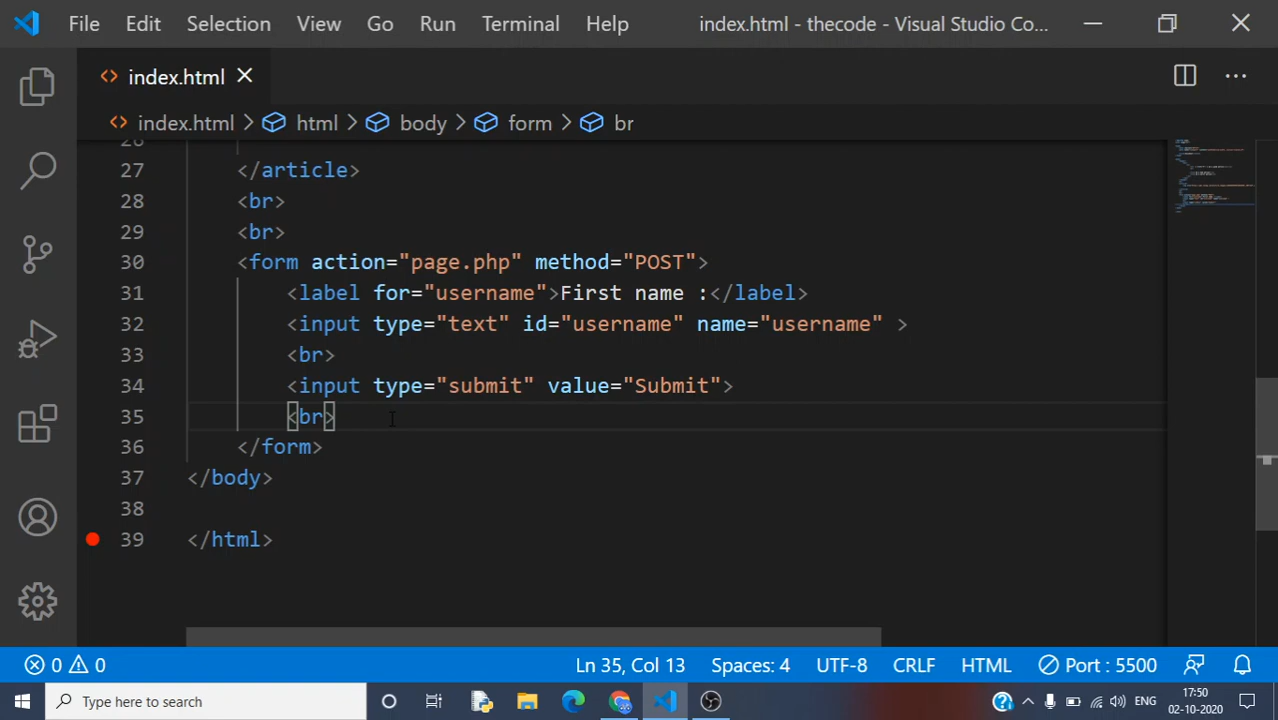 File Edit Selection View Go Run Terminal Help index.html - thecode - Visual Studio Co...
index.html
index.html html body form br
27 </article>
28 <br>
29 <br>
30 <form action="page.php" method="POST">
31 <label for="username">First name :</label>
32 <input type="text" id="username" name="username" >
33 <br>
34 <input type="submit" value="Submit">
35 <br>
36 </form>
37 </body>
38
39 </html>
0 0 Ln 35, Col 13 Spaces: 4 UTF-8 CRLF HTML Port : 5500
Type here to search ENG 17:50
02-10-2020